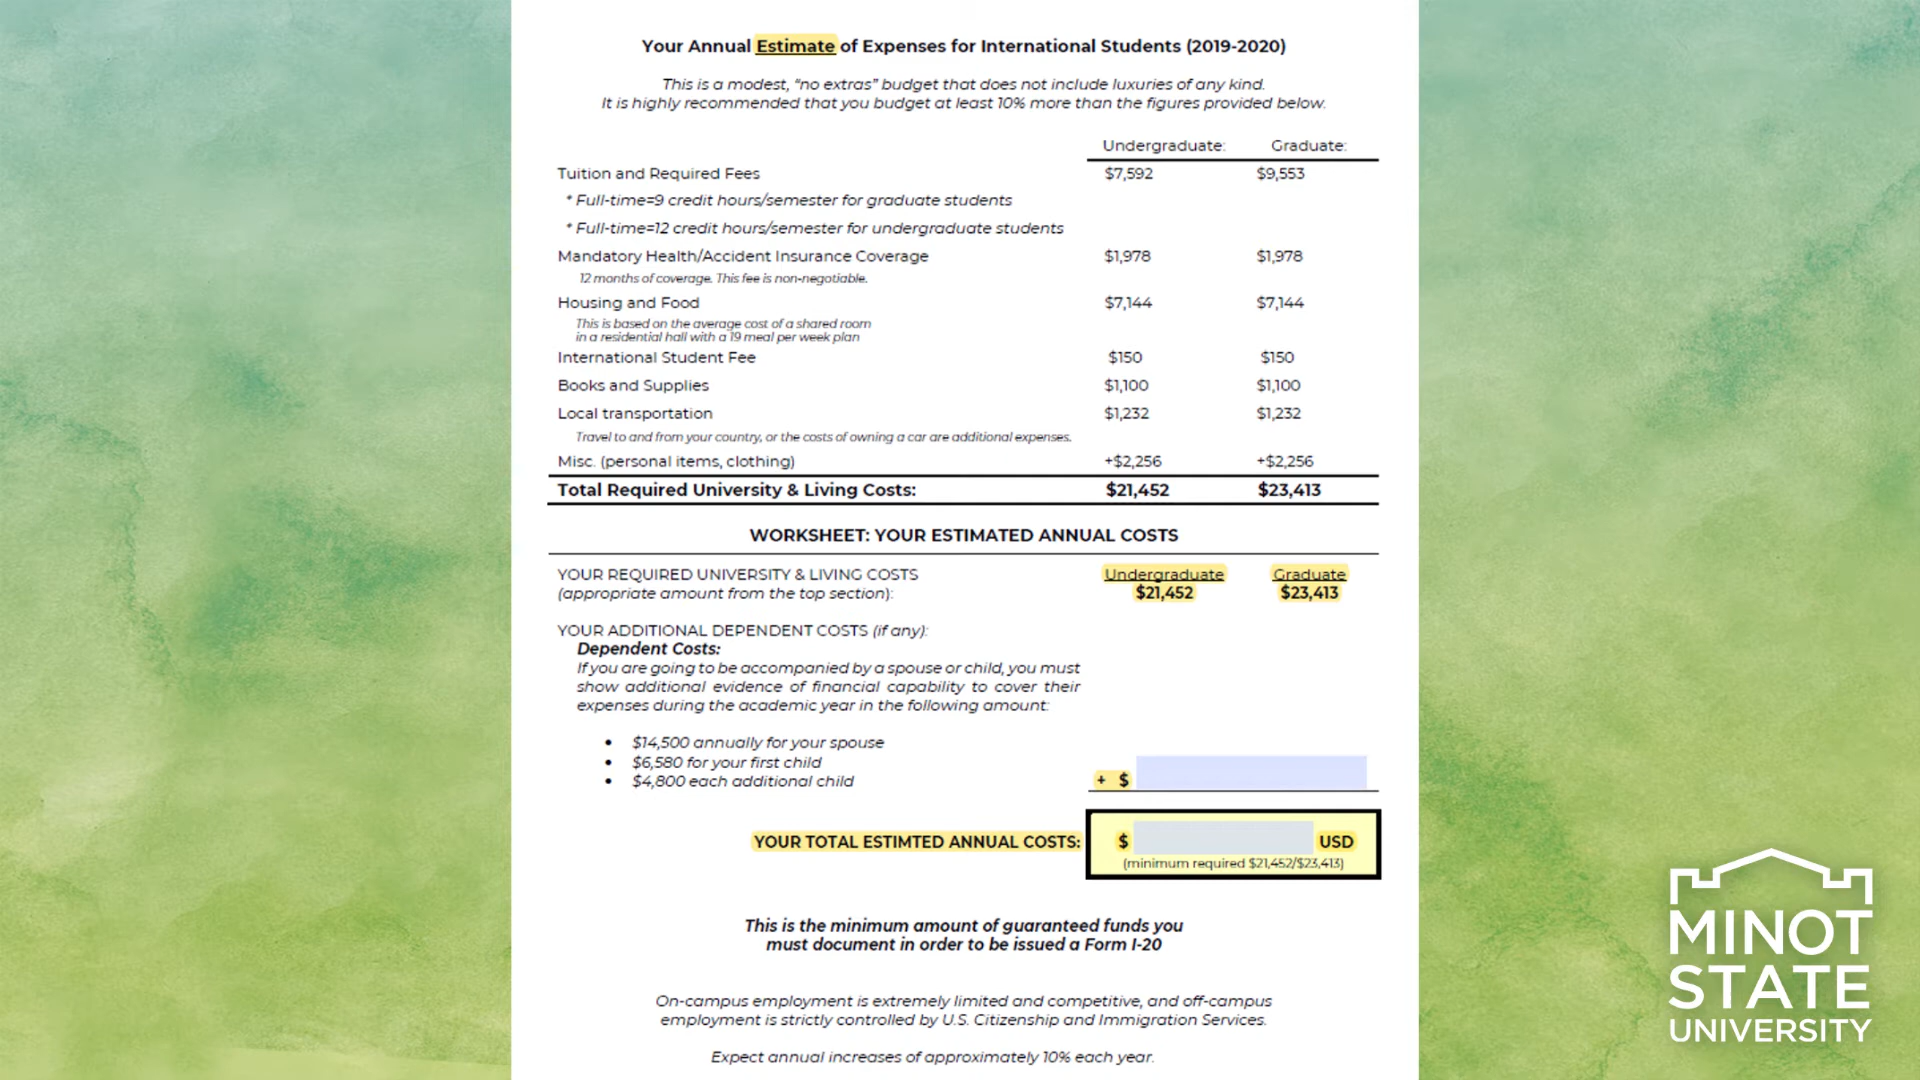 Your Annual Estimate of Expenses for International Students (2019-2020)
This is a modest, “no extras” budget that does not include luxuries of any kind.
It is highly recommended that you budget at least 10% more than the figures provided below.
Undergraduate: Graduate:
Tuition and Required Fees $7,592 $9,553
* Full-time=9 credit hours/semester for graduate students
* Full-time=12 credit hours/semester for undergraduate students
Mandatory Health/Accident Insurance Coverage $1,978 $1,978
12 months of coverage. This fee is non-negotiable.
Housing and Food $7,144 $7,144
This is based on the average cost of a shared room
in a residential hall with a 19 meal per week plan
International Student Fee $150 $150
Books and Supplies $1,100 $1,100
Local transportation $1,232 $1,232
Travel to and from your country, or the costs of owning a car are additional expenses.
Misc. (personal items, clothing) +$2,256 +$2,256
Total Required University & Living Costs: $21,452 $23,413
WORKSHEET: YOUR ESTIMATED ANNUAL COSTS
YOUR REQUIRED UNIVERSITY & LIVING COSTS Undergraduate Graduate
(appropriate amount from the top section): $21,452 $23,413
YOUR ADDITIONAL DEPENDENT COSTS (if any):
Dependent Costs:
If you are going to be accompanied by a spouse or child, you must
show additional evidence of financial capability to cover their
expenses during the academic year in the following amount:
• $14,500 annually for your spouse
• $6,580 for your first child
• $4,800 each additional child + $
YOUR TOTAL ESTIMTED ANNUAL COSTS: $ USD
(minimum required $21,452/$23,413)
This is the minimum amount of guaranteed funds you
must document in order to be issued a Form I-20
On-campus employment is extremely limited and competitive, and off-campus
employment is strictly controlled by U.S. Citizenship and Immigration Services.
Expect annual increases of approximately 10% each year.
MINOT
STATE
UNIVERSITY